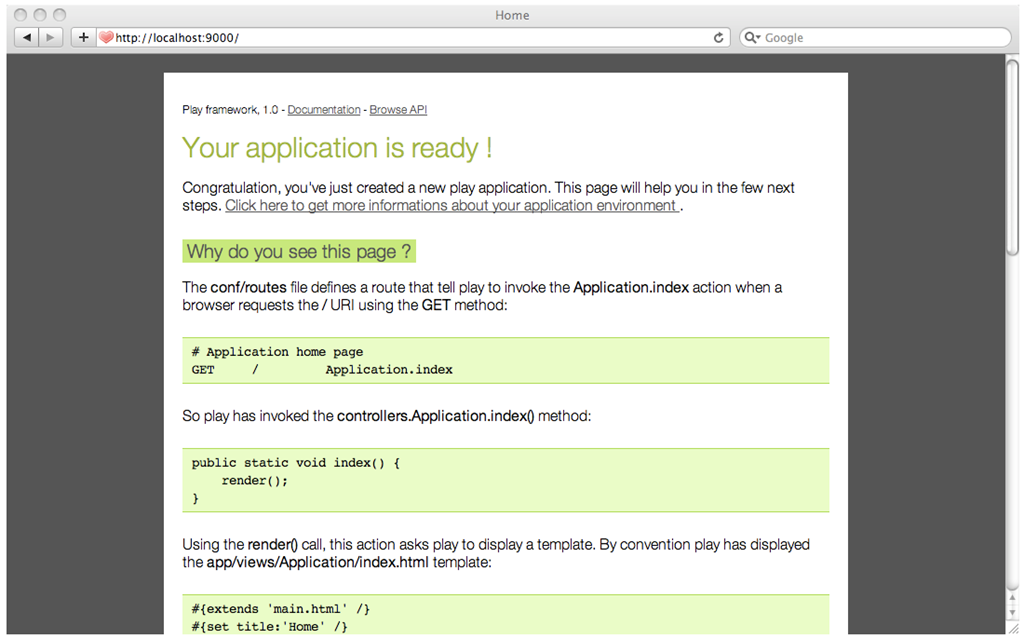 Home
http://localhost:9000/
Google
Play framework, 1.0 - Documentation - Browse API
Your application is ready !
Congratulation, you've just created a new play application. This page will help you in the few next
steps. Click here to get more informations about your application environment .
Why do you see this page ?
The conf/routes file defines a route that tell play to invoke the Application.index action when a
browser requests the / URI using the GET method:
# Application home page
GET     /         Application.index
So play has invoked the controllers.Application.index() method:
public static void index() {
    render();
}
Using the render() call, this action asks play to display a template. By convention play has displayed
the app/views/Application/index.html template:
#{extends 'main.html' /}
#{set title:'Home' /}